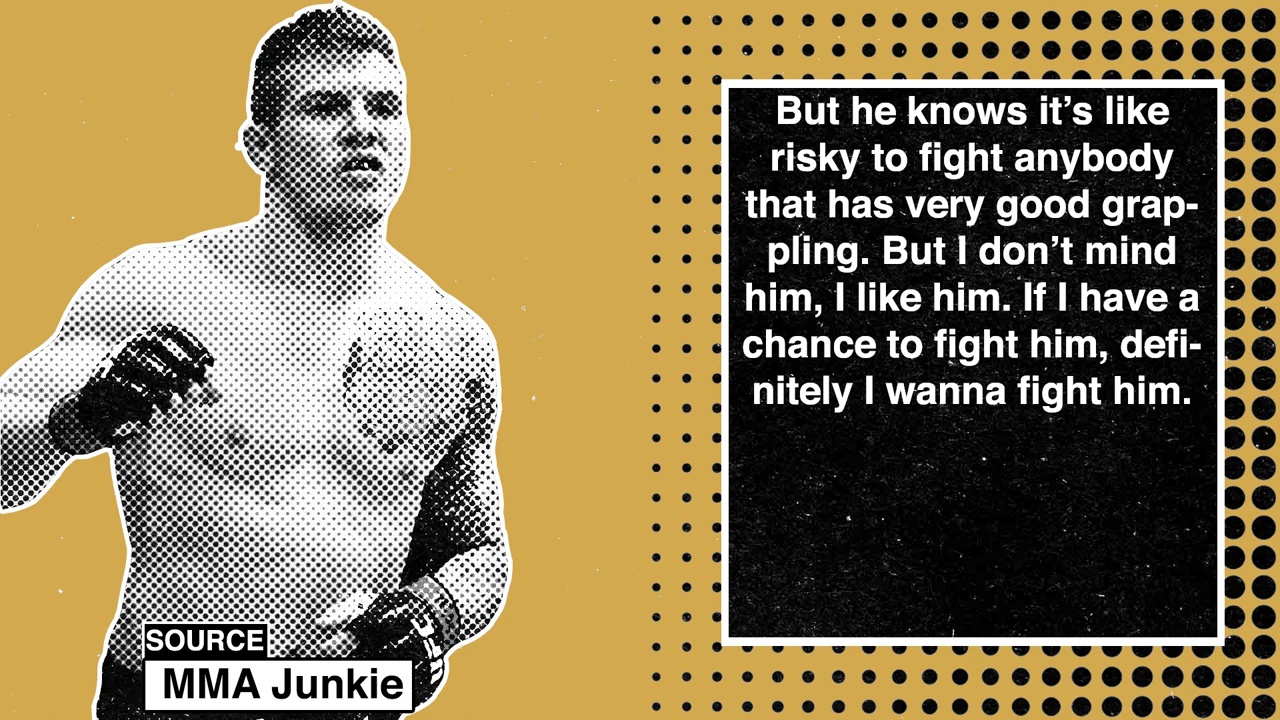 But he knows it’s like
risky to fight anybody
that has very good grap-
pling. But I don’t mind
him, I like him. If I have a
chance to fight him, defi-
nitely I wanna fight him.
SOURCE
MMA Junkie